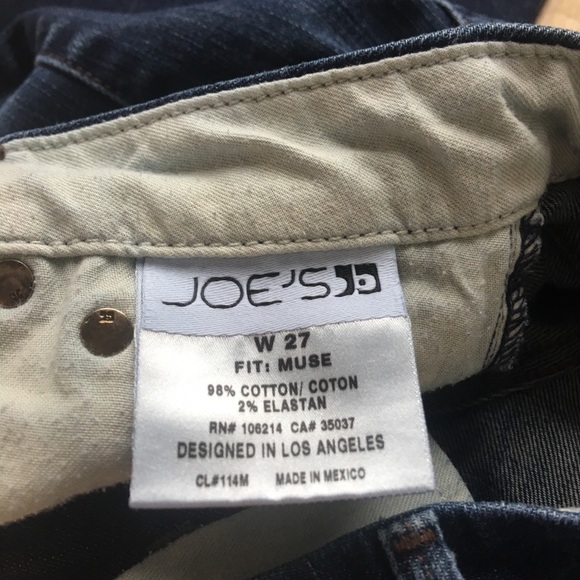 JOE'S
W 27
FIT: MUSE
98% COTTON/ COTON
2% ELASTAN
RN# 106214 CA# 35037
DESIGNED IN LOS ANGELES
CL#114M MADE IN MEXICO